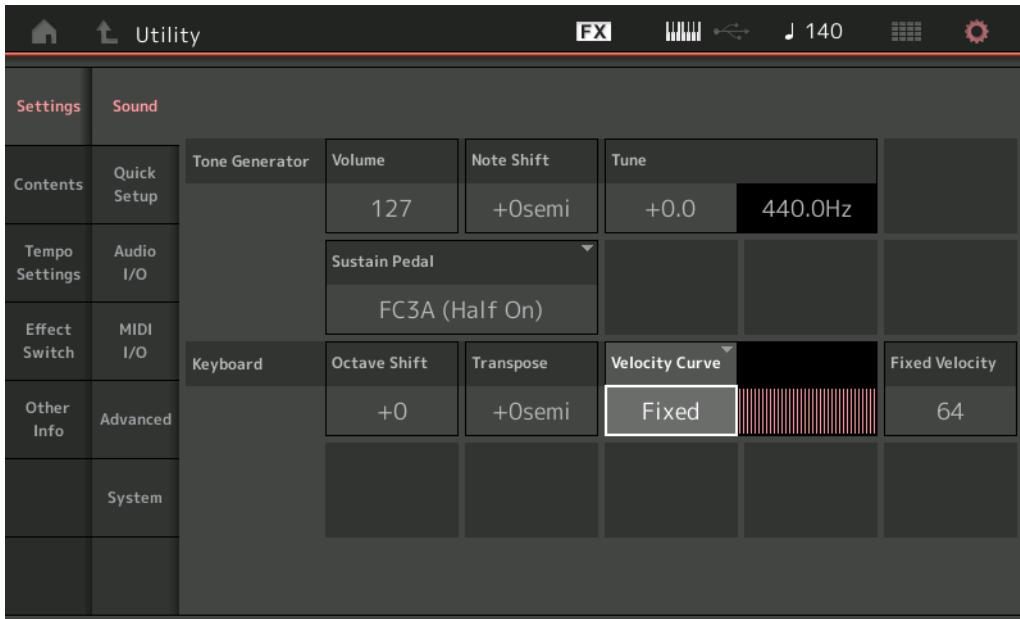 Utility
FX
♩ 140
Settings
Sound
Contents
Quick
Setup
Tempo
Settings
Audio
I/O
Effect
Switch
MIDI
I/O
Other
Info
Advanced
System
Tone Generator
Volume
Note Shift
Tune
127
+0semi
+0.0
440.0Hz
Sustain Pedal
FC3A (Half On)
Keyboard
Octave Shift
Transpose
Velocity Curve
Fixed Velocity
+0
+0semi
Fixed
64